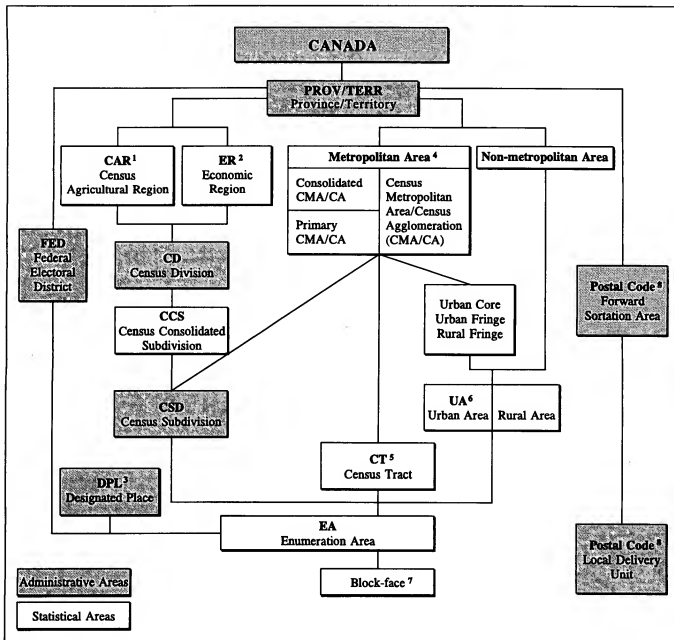 CANADA
PROV/TERR
Province/Territory
CAR¹
Census
Agricultural Region
ER²
Economic
Region
Metropolitan Area⁴
Consolidated
CMA/CA
Primary
CMA/CA
Census
Metropolitan
Area/Census
Agglomeration
(CMA/CA)
Non-metropolitan Area
FED
Federal
Electoral
District
CD
Census Division
CCS
Census Consolidated
Subdivision
Urban Core
Urban Fringe
Rural Fringe
Postal Code⁸
Forward
Sortation Area
CSD
Census Subdivision
UA⁶
Urban Area
Rural Area
CT⁵
Census Tract
DPL³
Designated Place
EA
Enumeration Area
Block-face⁷
Postal Code⁸
Local Delivery
Unit
Administrative Areas
Statistical Areas